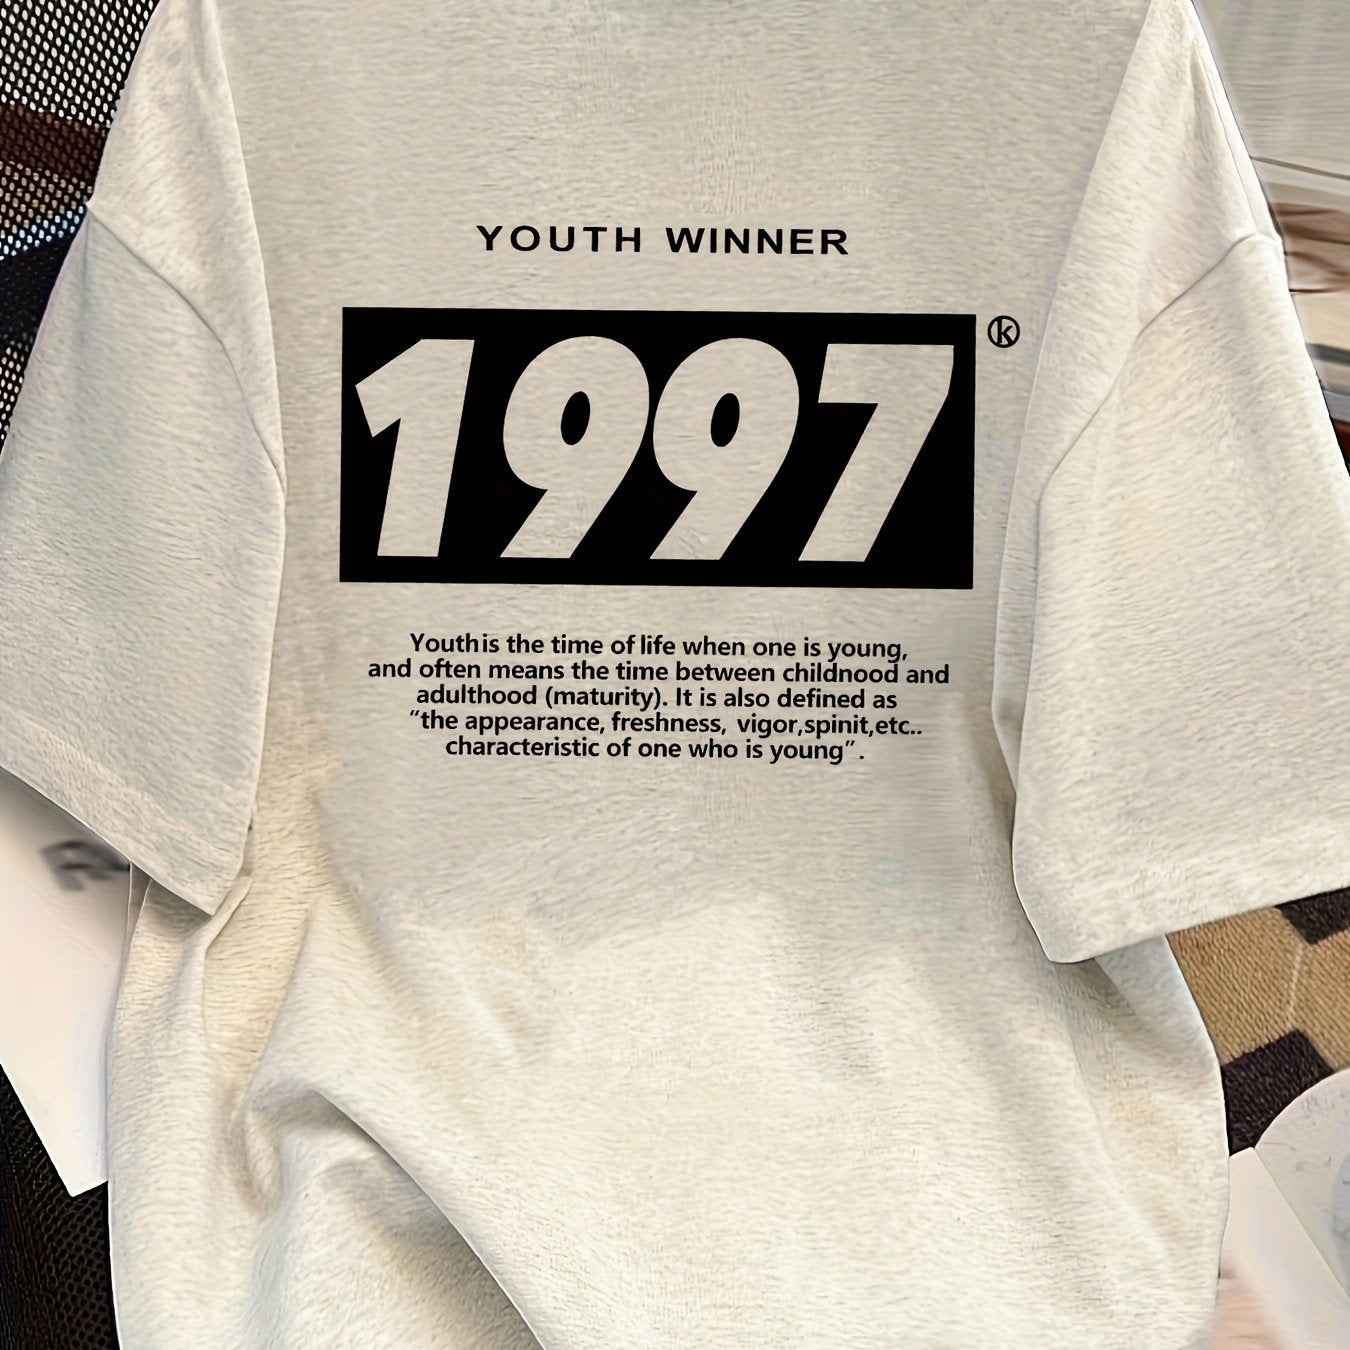 YOUTH WINNER
1997 ⓚ
Youth is the time of life when one is young,
and often means the time between childnood and
adulthood (maturity). It is also defined as
“the appearance, freshness, vigor,spinit,etc..
characteristic of one who is young”.